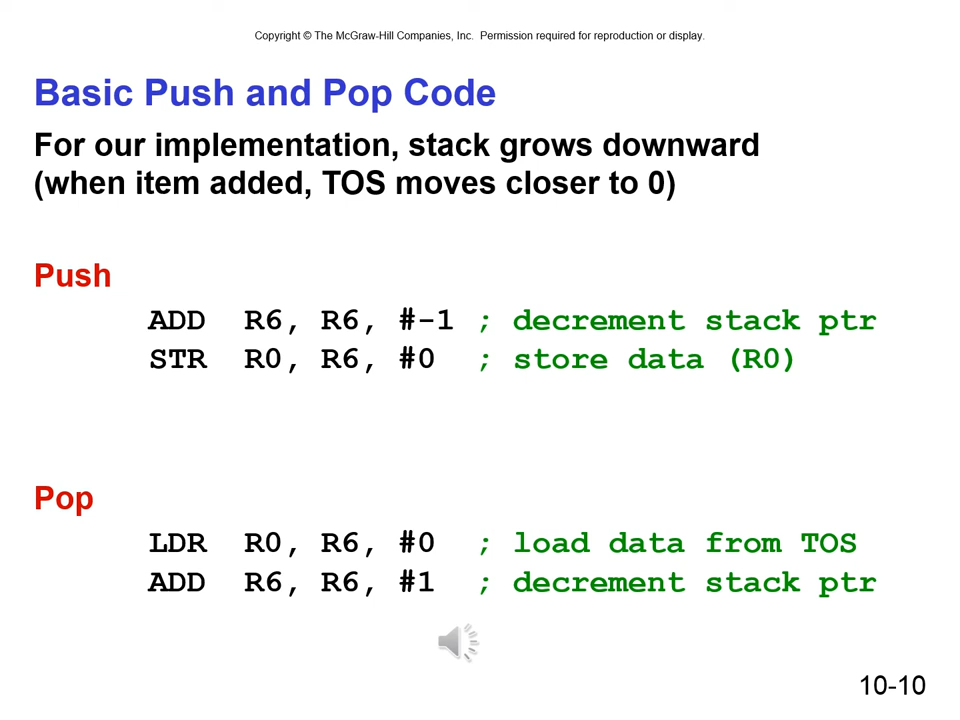 Copyright © The McGraw-Hill Companies, Inc. Permission required for reproduction or display.
Basic Push and Pop Code
For our implementation, stack grows downward
(when item added, TOS moves closer to 0)
Push
ADD R6, R6, #-1 ; decrement stack ptr
STR R0, R6, #0 ; store data (R0)
Pop
LDR R0, R6, #0 ; load data from TOS
ADD R6, R6, #1 ; decrement stack ptr
10-10